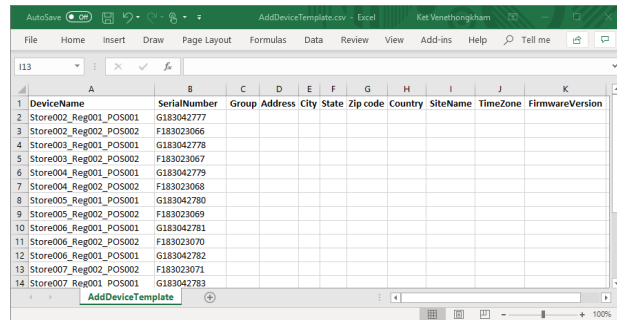 AutoSave Off AddDeviceTemplate.csv - Excel Ket Venethongkham
File Home Insert Draw Page Layout Formulas Data Review View Add-ins Help Tell me
I13 fx
A B C D E F G H I J K
1 DeviceName SerialNumber Group Address City State Zip code Country SiteName TimeZone FirmwareVersion
2 Store002_Reg001_POS001 G183042777
3 Store002_Reg002_POS002 F183023066
4 Store003_Reg001_POS001 G183042778
5 Store003_Reg002_POS002 F183023067
6 Store004_Reg001_POS001 G183042779
7 Store004_Reg002_POS002 F183023068
8 Store005_Reg001_POS001 G183042780
9 Store005_Reg002_POS002 F183023069
10 Store006_Reg001_POS001 G183042781
11 Store006_Reg002_POS002 F183023070
12 Store006_Reg001_POS001 G183042782
13 Store007_Reg002_POS002 F183023071
14 Store007_Reg001_POS001 G183042783
AddDeviceTemplate
100%